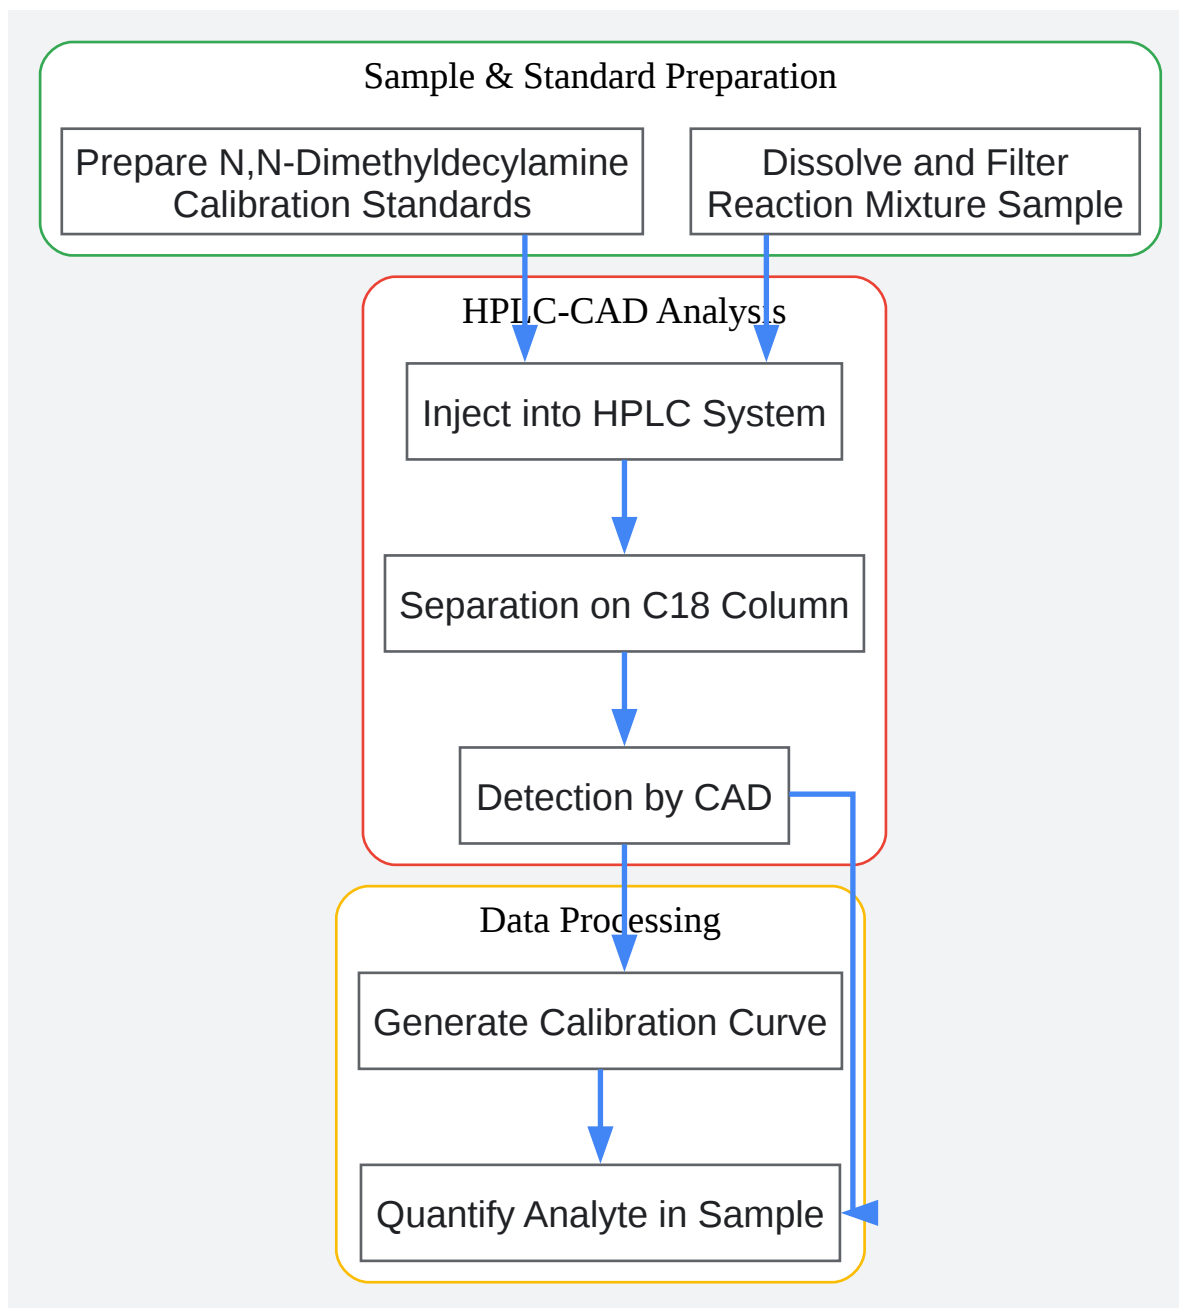 Sample & Standard Preparation
Prepare N,N-Dimethyldecylamine
Calibration Standards
Dissolve and Filter
Reaction Mixture Sample
HPLC-CAD Analysis
Inject into HPLC System
Separation on C18 Column
Detection by CAD
Data Processing
Generate Calibration Curve
Quantify Analyte in Sample